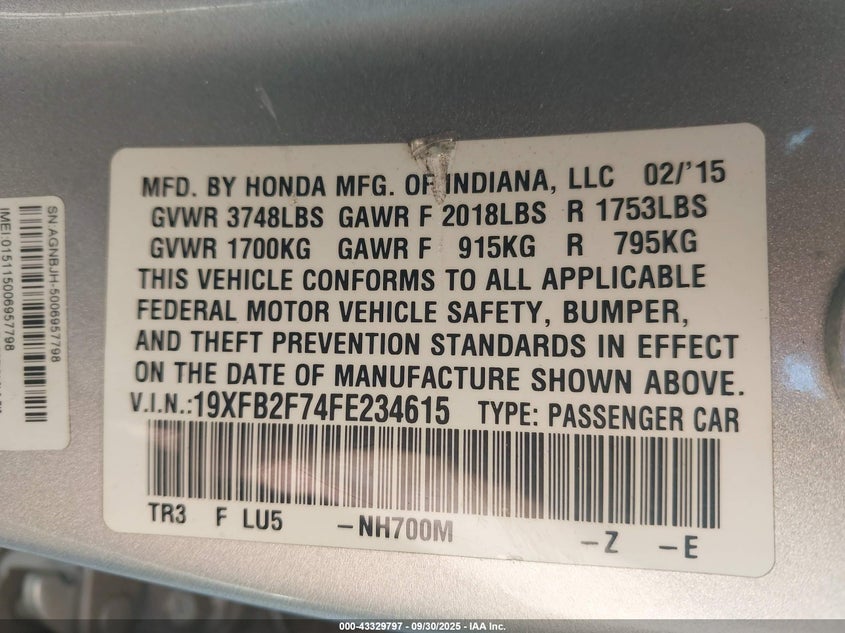 MFD. BY HONDA MFG. OF INDIANA, LLC 02/'15
GVWR 3748LBS GAWR F 2018LBS R 1753LBS
GVWR 1700KG GAWR F 915KG R 795KG
THIS VEHICLE CONFORMS TO ALL APPLICABLE
FEDERAL MOTOR VEHICLE SAFETY, BUMPER,
AND THEFT PREVENTION STANDARDS IN EFFECT
ON THE DATE OF MANUFACTURE SHOWN ABOVE.
V.I.N.:19XFB2F74FE234615 TYPE: PASSENGER CAR
TR3 F LU5 –NH700M –Z –E
SN AGNBJH-5006957798
IMEI:015115006957798
000-43329797 - 09/30/2025 - IAA Inc.